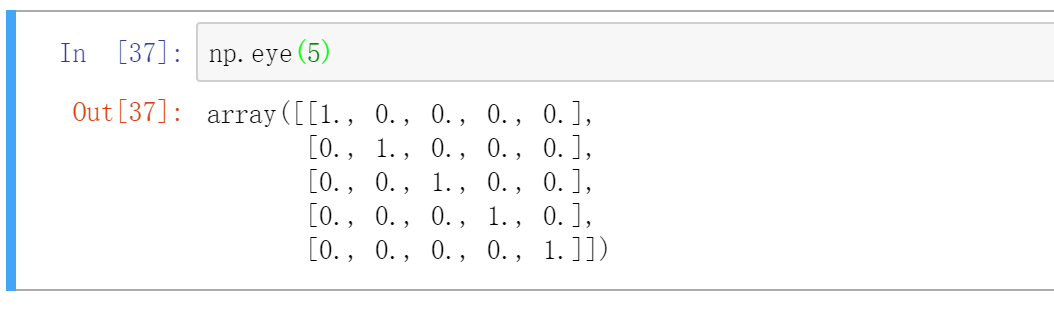 In [37]: np.eye(5)
Out[37]: array([[1., 0., 0., 0., 0.],
[0., 1., 0., 0., 0.],
[0., 0., 1., 0., 0.],
[0., 0., 0., 1., 0.],
[0., 0., 0., 0., 1.]])